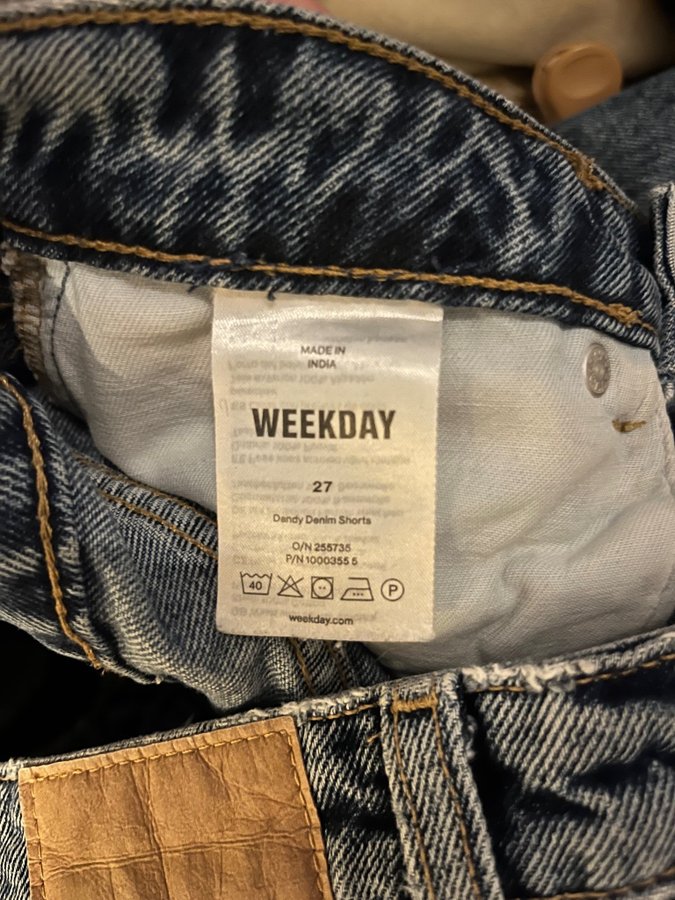 MADE IN
INDIA
WEEKDAY
27
Dandy Denim Shorts
O/N 255735
P/N 1000355 5
40 P
weekday.com